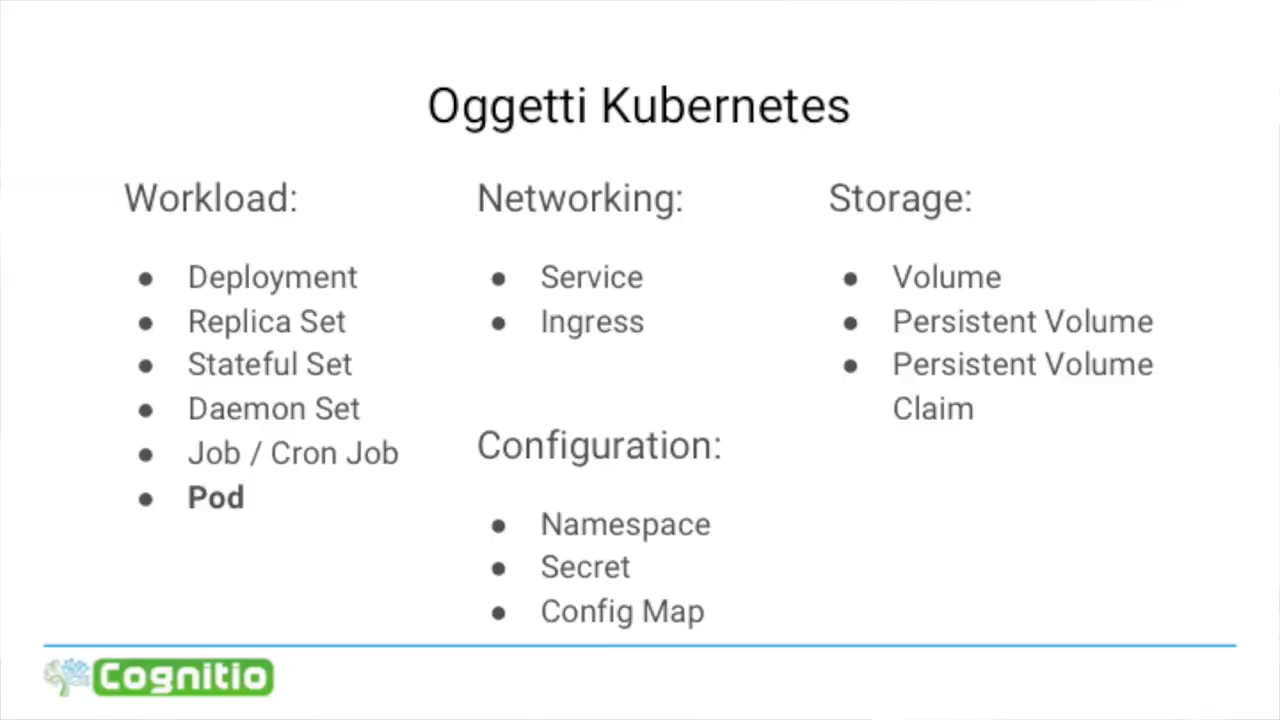 Oggetti Kubernetes
Workload:
● Deployment
● Replica Set
● Stateful Set
● Daemon Set
● Job / Cron Job
● Pod
Networking:
● Service
● Ingress
Configuration:
● Namespace
● Secret
● Config Map
Storage:
● Volume
● Persistent Volume
● Persistent Volume
Claim
Cognitio